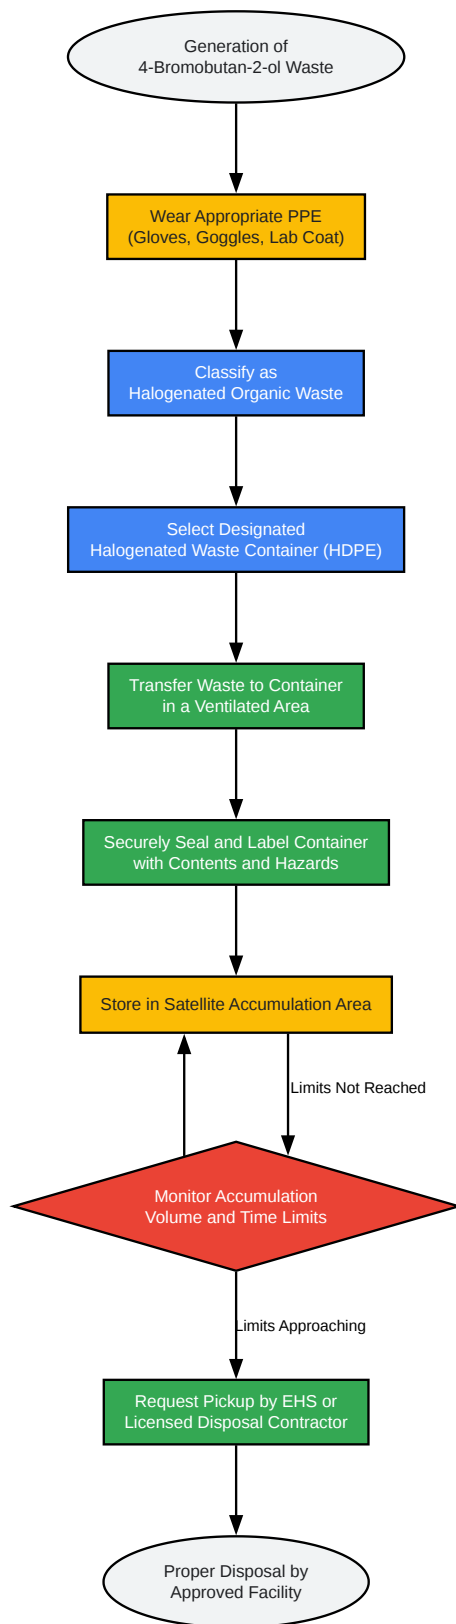 Generation of
4-Bromobutan-2-ol Waste
Wear Appropriate PPE
(Gloves, Goggles, Lab Coat)
Classify as
Halogenated Organic Waste
Select Designated
Halogenated Waste Container (HDPE)
Transfer Waste to Container
in a Ventilated Area
Securely Seal and Label Container
with Contents and Hazards
Store in Satellite Accumulation Area
Limits Not Reached
Monitor Accumulation
Volume and Time Limits
Limits Approaching
Request Pickup by EHS or
Licensed Disposal Contractor
Proper Disposal by
Approved Facility